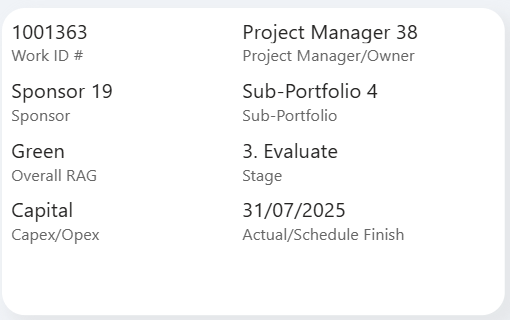 1001363
Work ID #
Project Manager 38
Project Manager/Owner
Sponsor 19
Sponsor
Sub-Portfolio 4
Sub-Portfolio
Green
Overall RAG
3. Evaluate
Stage
Capital
Capex/Opex
31/07/2025
Actual/Schedule Finish